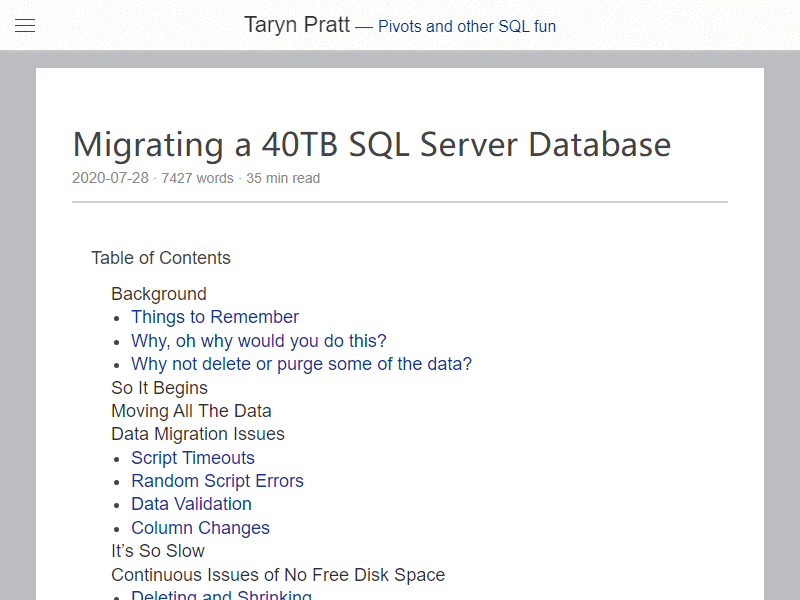 Taryn Pratt — Pivots and other SQL fun
Migrating a 40TB SQL Server Database
2020-07-28 · 7427 words · 35 min read
Table of Contents
Background
Things to Remember
Why, oh why would you do this?
Why not delete or purge some of the data?
So It Begins
Moving All The Data
Data Migration Issues
Script Timeouts
Random Script Errors
Data Validation
Column Changes
It’s So Slow
Continuous Issues of No Free Disk Space
Deleting and Shrinking